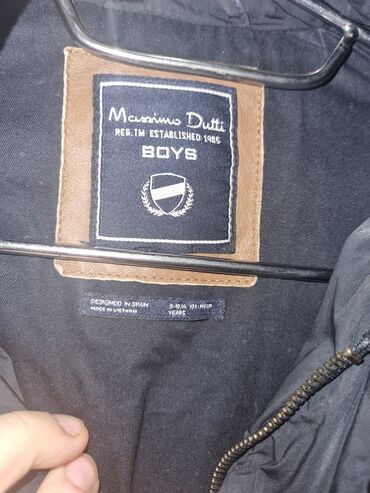 Massimo Dutti
REG.TM ESTABLISHED 1985
BOYS
DESIGNED IN SPAIN
MADE IN VIETNAM
YEARS